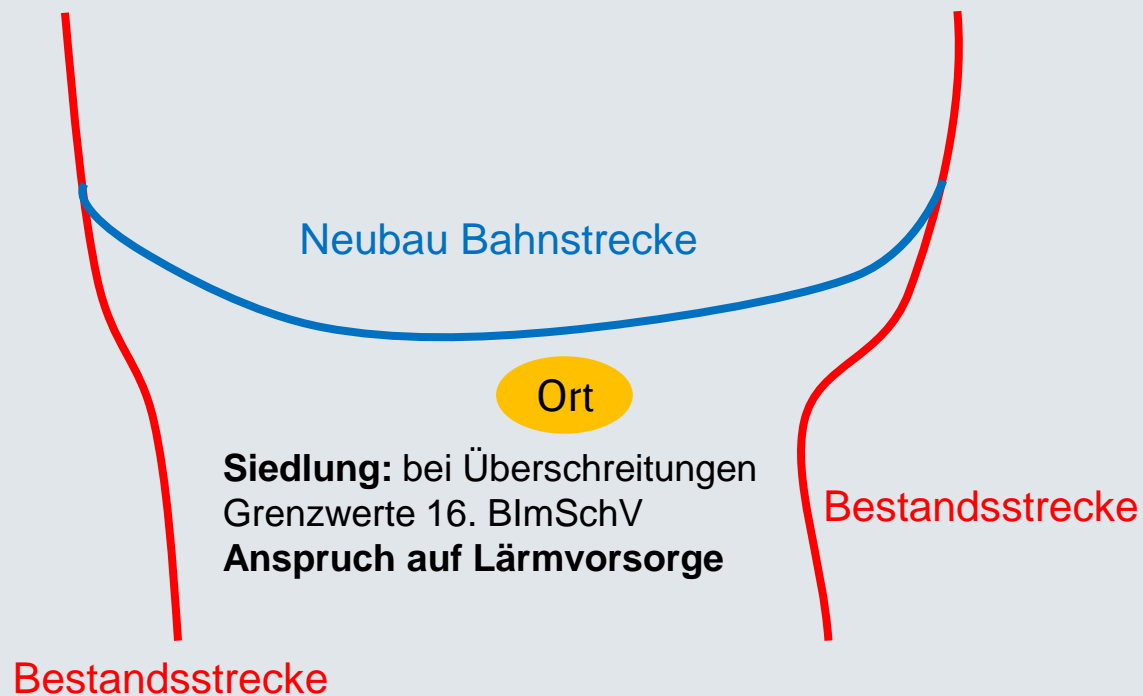 Neubau Bahnstrecke
Ort
Siedlung: bei Überschreitungen
Grenzwerte 16. BImSchV
Anspruch auf Lärmvorsorge
Bestandsstrecke
Bestandsstrecke